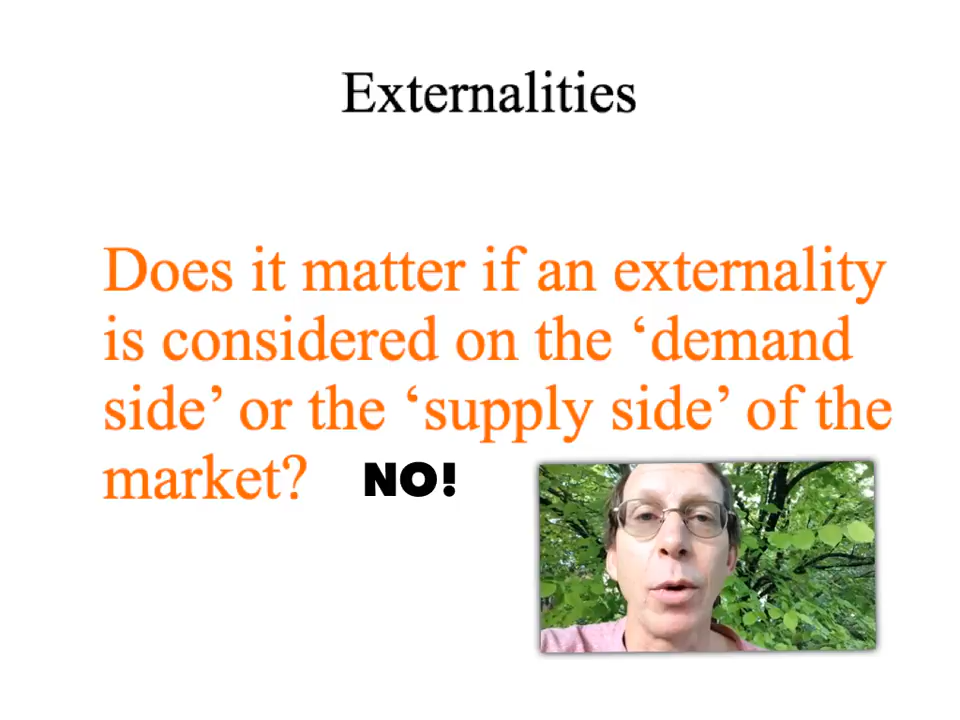 Externalities
Does it matter if an externality
is considered on the ‘demand
side’ or the ‘supply side’ of the
market? NO!